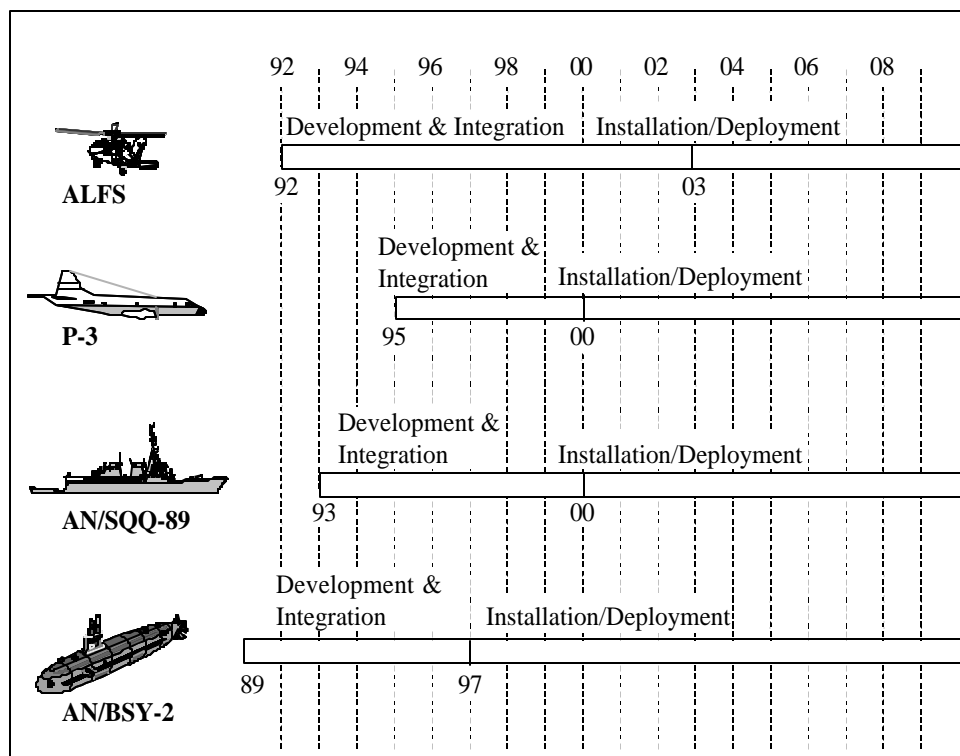 92 94 96 98 00 02 04 06 08
Development & Integration Installation/Deployment
92 03
ALFS
Development &
Integration Installation/Deployment
95 00
P-3
Development &
Integration Installation/Deployment
93 00
AN/SQQ-89
Development &
Integration Installation/Deployment
89 97
AN/BSY-2